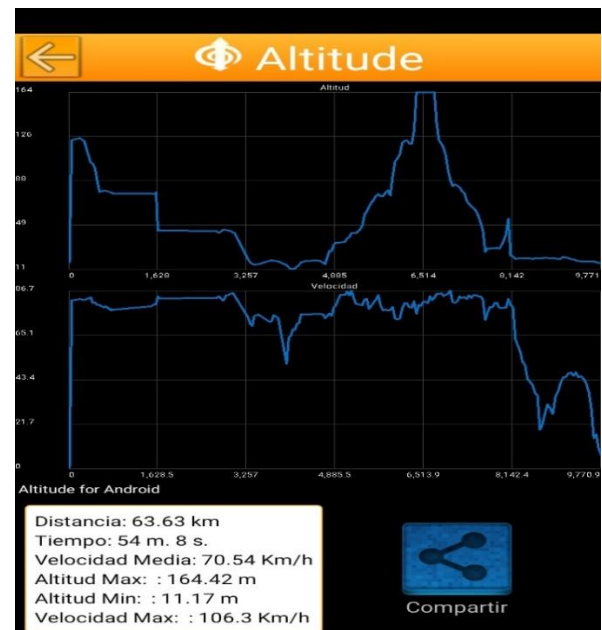 Altitude
Altitud
164
126
88
49
11
0 1,620 3,257 4,885 6,514 8,142 9,771
Velocidad
86.7
65.1
43.4
21.7
0
0 1,628.5 3,257 4,885.5 6,513.9 8,142.4 9,770.9
Altitude for Android
Distancia: 63.63 km
Tiempo: 54 m. 8 s.
Velocidad Media: 70.54 Km/h
Altitud Max: : 164.42 m
Altitud Min: : 11.17 m
Velocidad Max: : 106.3 Km/h
Compartir